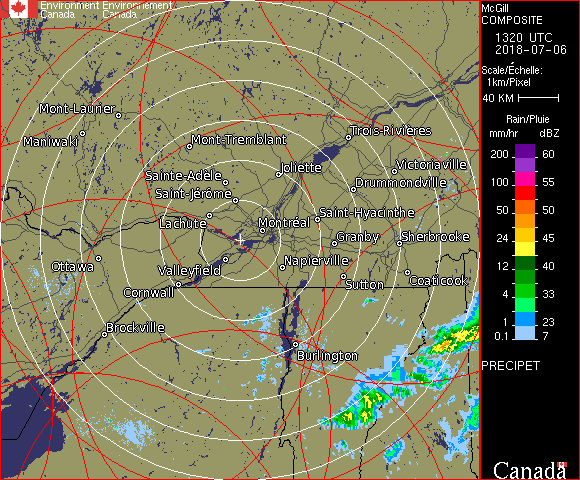 Environment Environnement
Canada Canada
Mont-Laurier
Trois-Rivières
Maniwaki
Mont-Tremblant
Victoriaville
Joliette
Sainte-Adèle
Drummondville
Saint-Jérôme
Saint-Hyacinthe
Lachute
Montréal
Granby
Sherbrooke
Ottawa
Valleyfield
Napierville
Cornwall
Sutton
Coaticook
Brockville
Burlington
McGill
COMPOSITE
1320 UTC
2018-07-06
Scale/Échelle:
1km/Pixel
40 KM
Rain/Pluie
mm/hr dBZ
200 60
150 57
100 55
50 50
24 45
12 40
4 33
1 23
0.1 7
PRECIPET
Canada